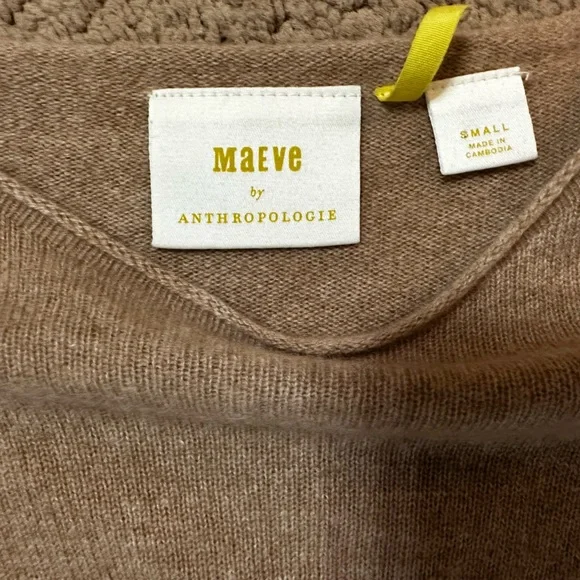 MaEVe
by
ANTHROPOLOGIE
SMALL
MADE IN
CAMBODIA